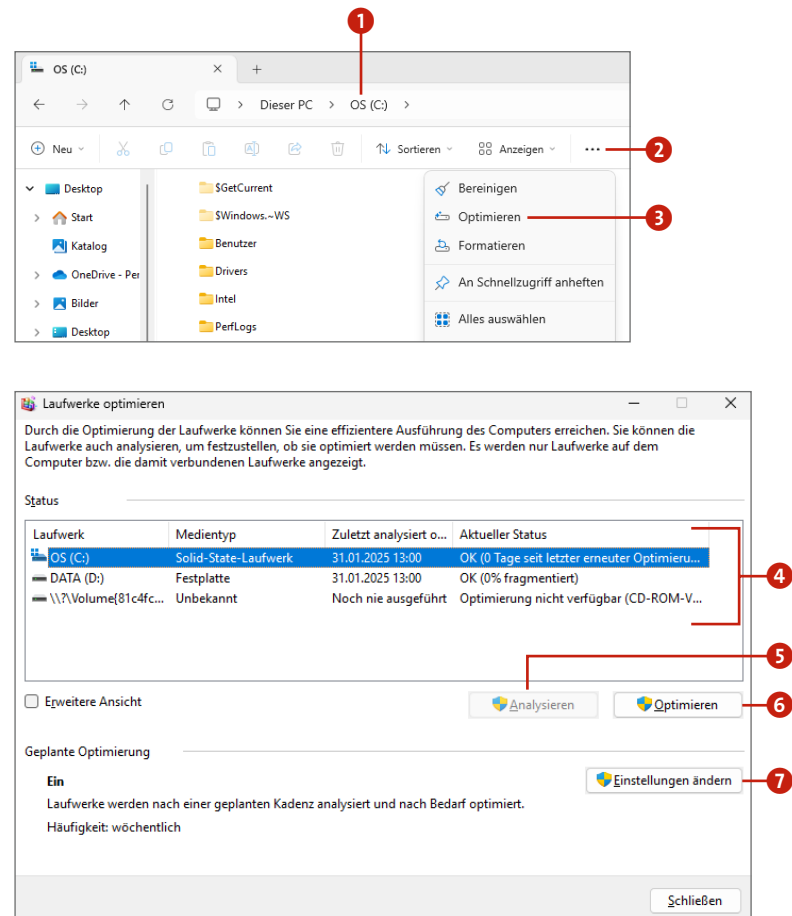 1
OS (C:)
Dieser PC > OS (C:) >
Neu
Sortieren
Anzeigen
...
2
Desktop
Start
Katalog
OneDrive - Per
Bilder
Desktop
$GetCurrent
$Windows.~WS
Benutzer
Drivers
Intel
PerfLogs
Bereinigen
Optimieren
3
Formatieren
An Schnellzugriff anheften
Alles auswählen
Laufwerke optimieren
Durch die Optimierung der Laufwerke können Sie eine effizientere Ausführung des Computers erreichen. Sie können die
Laufwerke auch analysieren, um festzustellen, ob sie optimiert werden müssen. Es werden nur Laufwerke auf dem
Computer bzw. die damit verbundenen Laufwerke angezeigt.
Status
Laufwerk Medientyp Zuletzt analysiert o... Aktueller Status
OS (C:) Solid-State-Laufwerk 31.01.2025 13:00 OK (0 Tage seit letzter erneuter Optimieru...
DATA (D:) Festplatte 31.01.2025 13:00 OK (0% fragmentiert)
\\?\Volume{81c4fc... Unbekannt Noch nie ausgeführt Optimierung nicht verfügbar (CD-ROM-V...
4
5
Erweitere Ansicht
Analysieren
Optimieren
6
Geplante Optimierung
Ein
Einstellungen ändern
7
Laufwerke werden nach einer geplanten Kadenz analysiert und nach Bedarf optimiert.
Häufigkeit: wöchentlich
Schließen